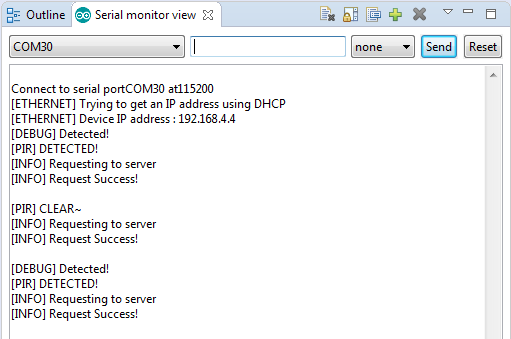 Outline Serial monitor view
COM30 none Send Reset
Connect to serial portCOM30 at115200
[ETHERNET] Trying to get an IP address using DHCP
[ETHERNET] Device IP address : 192.168.4.4
[DEBUG] Detected!
[PIR] DETECTED!
[INFO] Requesting to server
[INFO] Request Success!
[PIR] CLEAR~
[INFO] Requesting to server
[INFO] Request Success!
[DEBUG] Detected!
[PIR] DETECTED!
[INFO] Requesting to server
[INFO] Request Success!